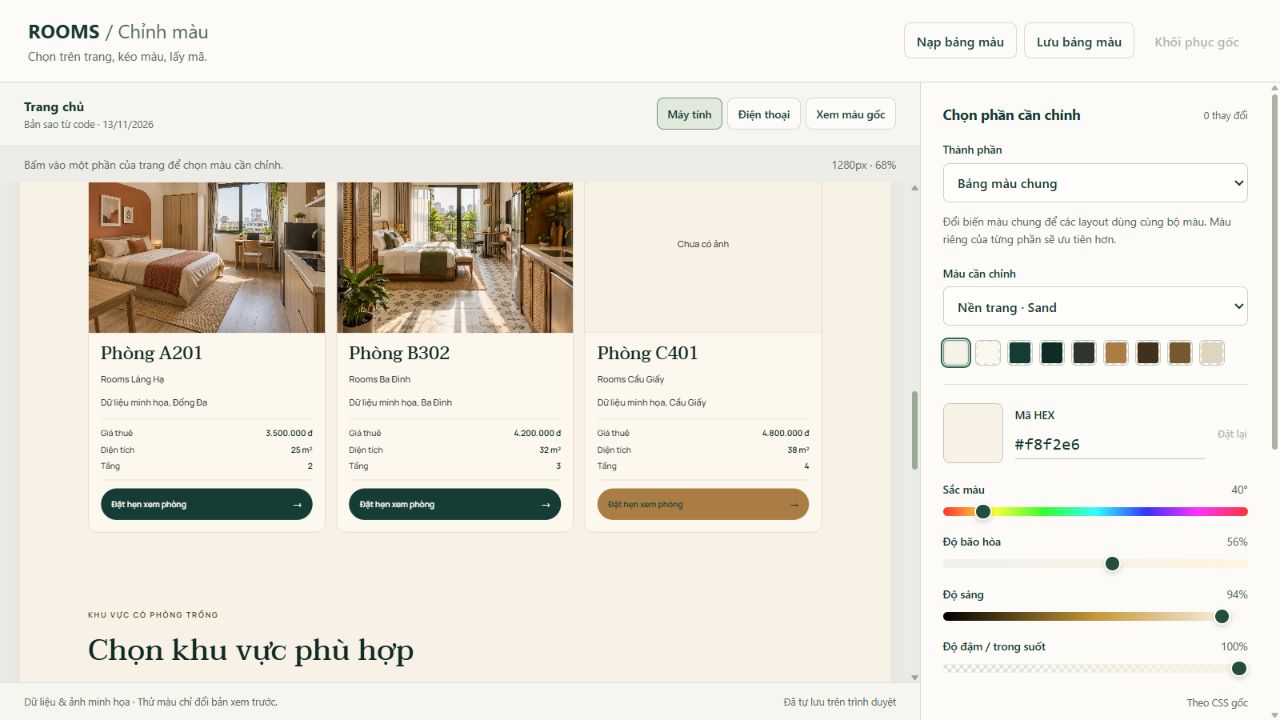 ROOMS / Chỉnh màu
Chọn trên trang, kéo màu, lấy mã.
Nạp bảng màu
Lưu bảng màu
Khôi phục gốc
Trang chủ
Bản sao từ code · 13/11/2026
Máy tính
Điện thoại
Xem màu gốc
Bấm vào một phần của trang để chọn màu cần chỉnh.
1280px · 68%
Chưa có ảnh
Phòng A201
Rooms Láng Hạ
Dữ liệu minh họa, Đống Đa
Giá thuê 3.500.000 đ
Diện tích 25 m²
Tầng 2
Đặt hẹn xem phòng →
Phòng B302
Rooms Ba Đình
Dữ liệu minh họa, Ba Đình
Giá thuê 4.200.000 đ
Diện tích 32 m²
Tầng 3
Đặt hẹn xem phòng →
Phòng C401
Rooms Cầu Giấy
Dữ liệu minh họa, Cầu Giấy
Giá thuê 4.800.000 đ
Diện tích 38 m²
Tầng 4
Đặt hẹn xem phòng →
KHU VỰC CÓ PHÒNG TRỐNG
Chọn khu vực phù hợp
Dữ liệu & ảnh minh họa · Thử màu chỉ đổi bản xem trước.
Đã tự lưu trên trình duyệt
Chọn phần cần chỉnh
0 thay đổi
Thành phần
Bảng màu chung
Đổi biến màu chung để các layout dùng cùng bộ màu. Màu
riêng của từng phần sẽ ưu tiên hơn.
Màu cần chỉnh
Nền trang · Sand
Mã HEX
#f8f2e6
Đặt lại
Sắc màu 40°
Độ bão hòa 56%
Độ sáng 94%
Độ đậm / trong suốt 100%
Theo CSS gốc